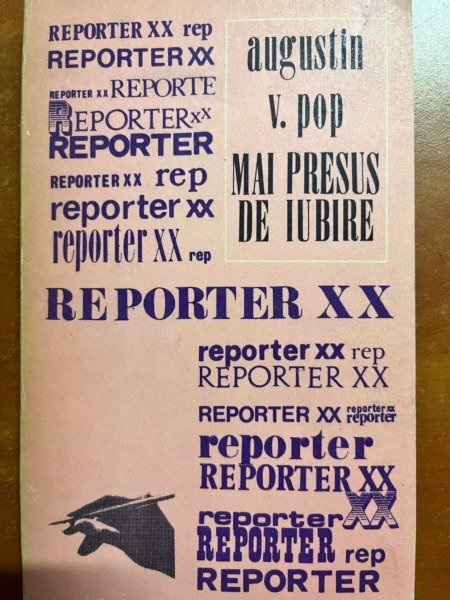 REPORTER XX rep
REPORTER XX
REPORTER XX REPORTE
REPORTER XX
REPORTER
REPORTER XX rep
reporter XX
reporter XX rep
augustin
v. pop
MAI PRESUS
DE IUBIRE
REPORTER XX
reporter XX rep
REPORTER XX
REPORTER XX reporter XX
reporter
reporter
REPORTER XX
reporter XX
REPORTER rep
REPORTER